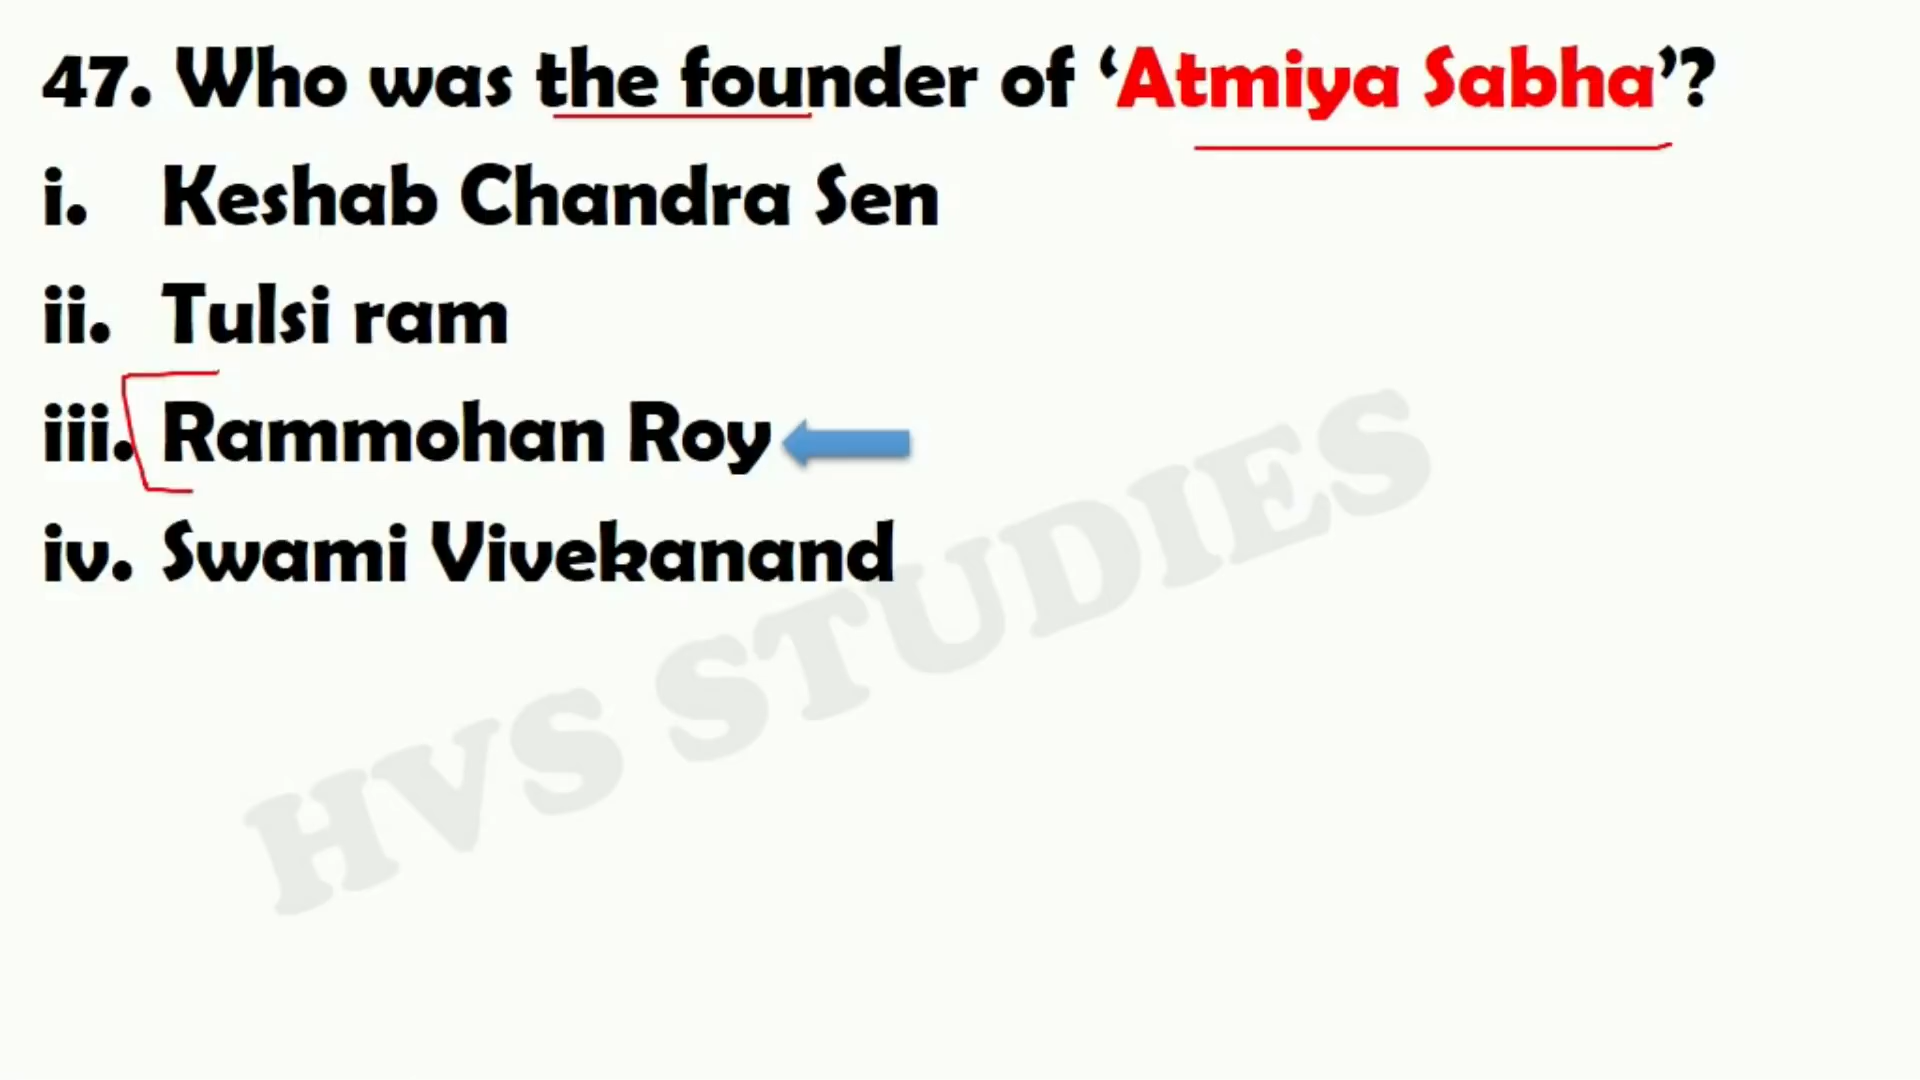 47. Who was the founder of ‘Atmiya Sabha’?
i. Keshab Chandra Sen
ii. Tulsi ram
iii. Rammohan Roy
iv. Swami Vivekanand
HVS STUDIES